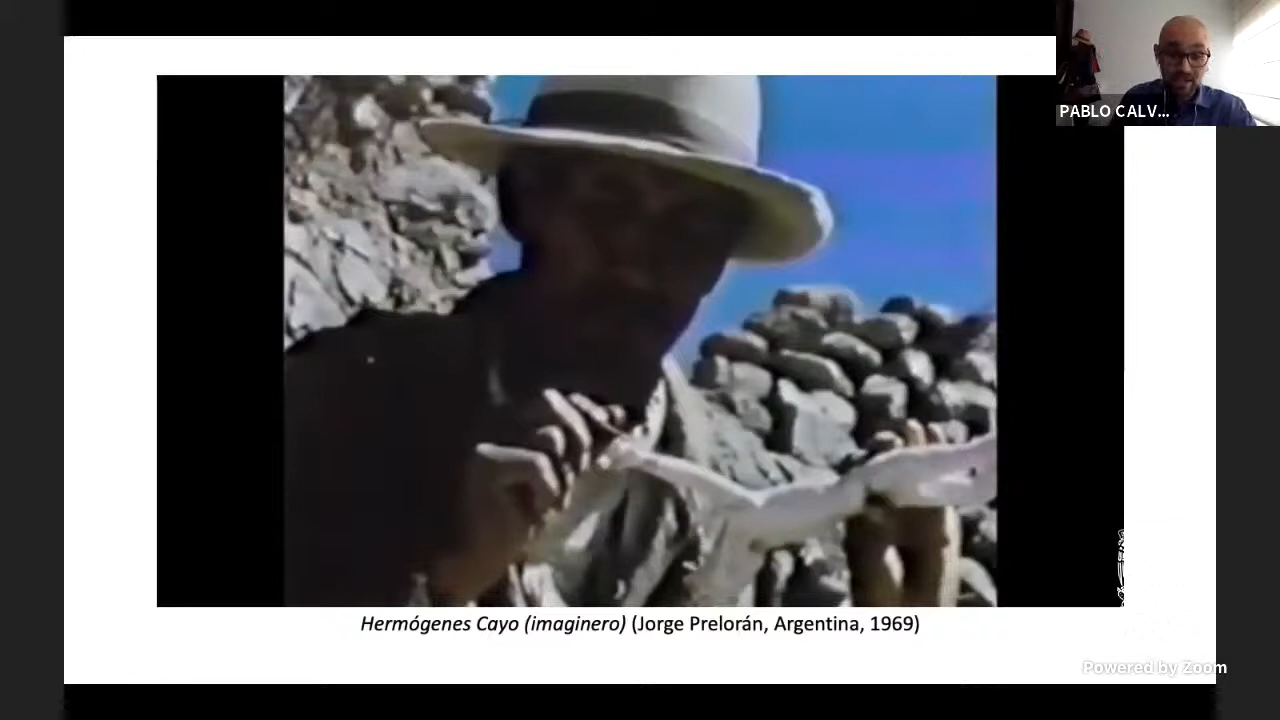 PABLO CALV...
Hermógenes Cayo (imaginero) (Jorge Prelorán, Argentina, 1969)
Powered by Zoom